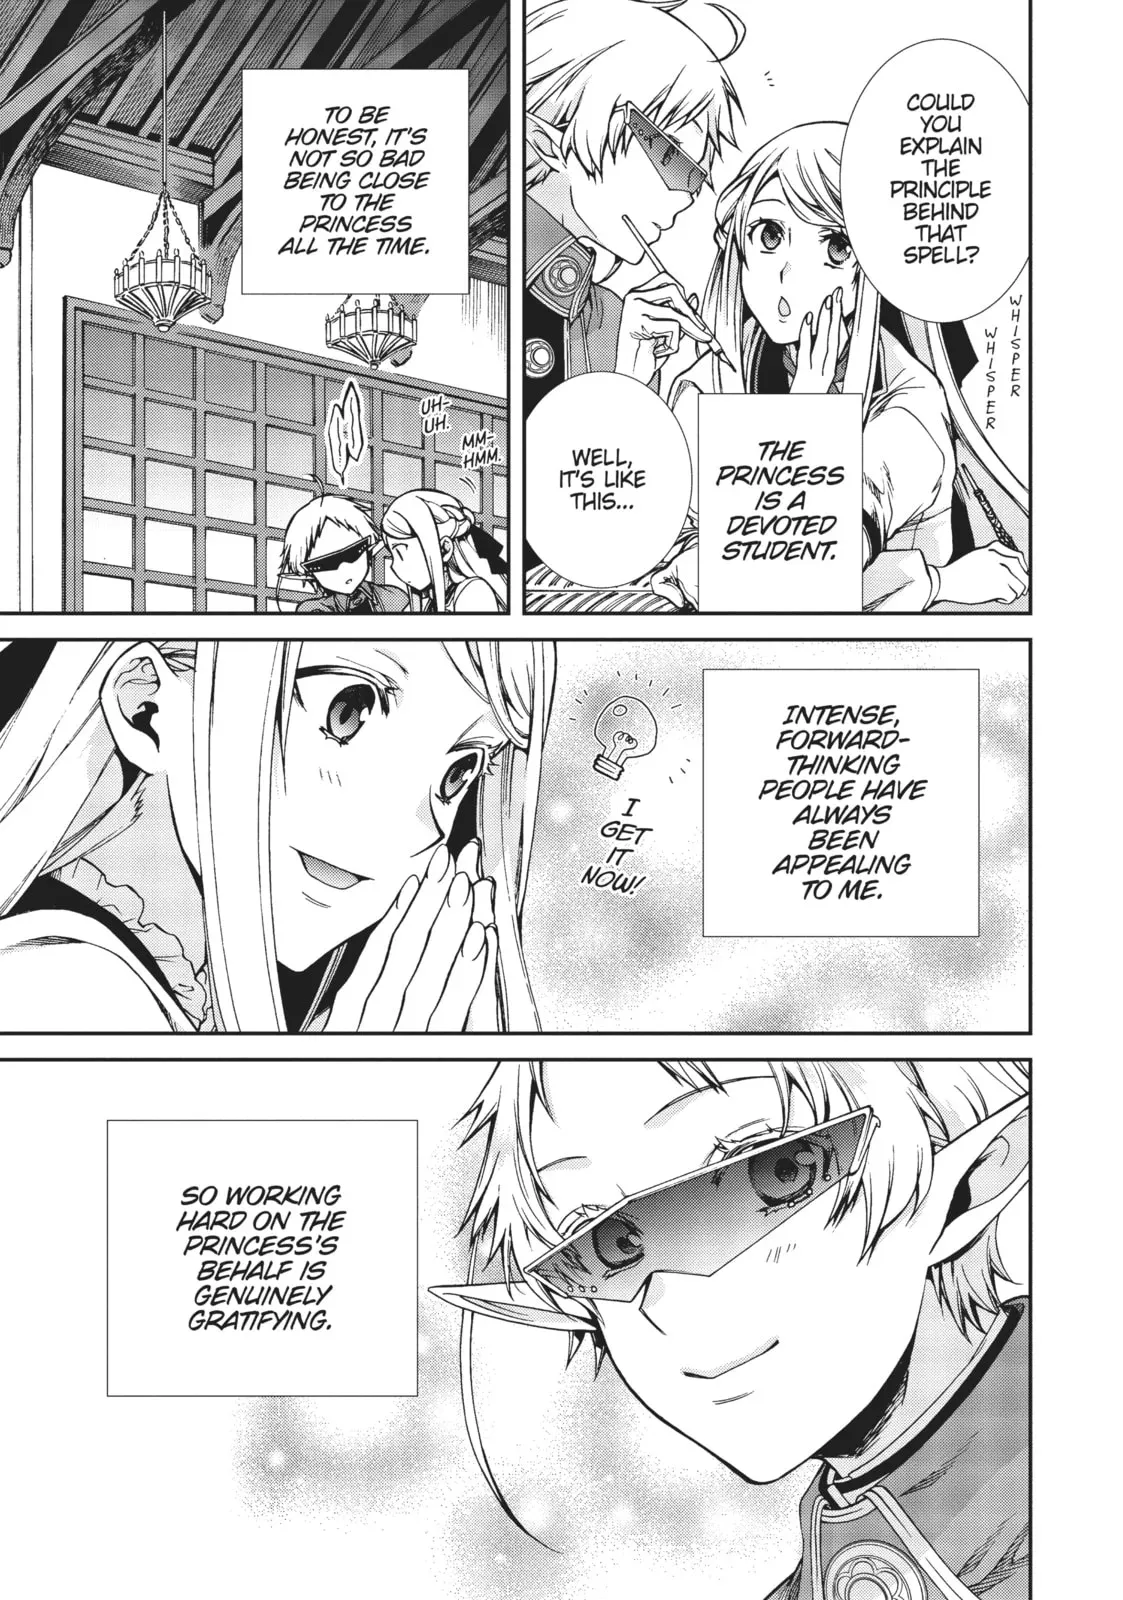 COULD
YOU
EXPLAIN
THE
PRINCIPLE
BEHIND
THAT
SPELL?
WHISPER
WHISPER
WELL,
IT'S LIKE
THIS...
THE
PRINCESS
IS A
DEVOTED
STUDENT.
TO BE
HONEST, IT'S
NOT SO BAD
BEING CLOSE
TO THE
PRINCESS
ALL THE TIME.
UH-
UH.
MM-
HMM.
INTENSE,
FORWARD-
THINKING
PEOPLE HAVE
ALWAYS
BEEN
APPEALING
TO ME.
I
GET
IT
NOW!
SO WORKING
HARD ON THE
PRINCESS'S
BEHALF IS
GENUINELY
GRATIFYING.